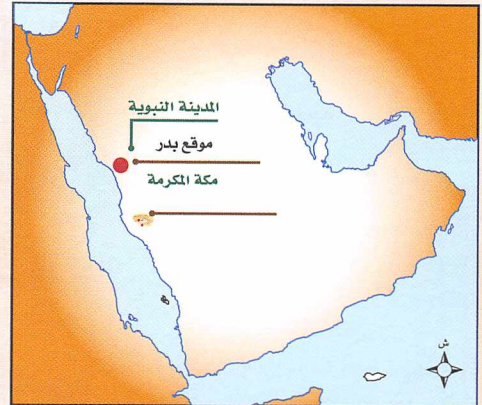 المدينة النبوية
موقع بدر
مكة المكرمة
ش